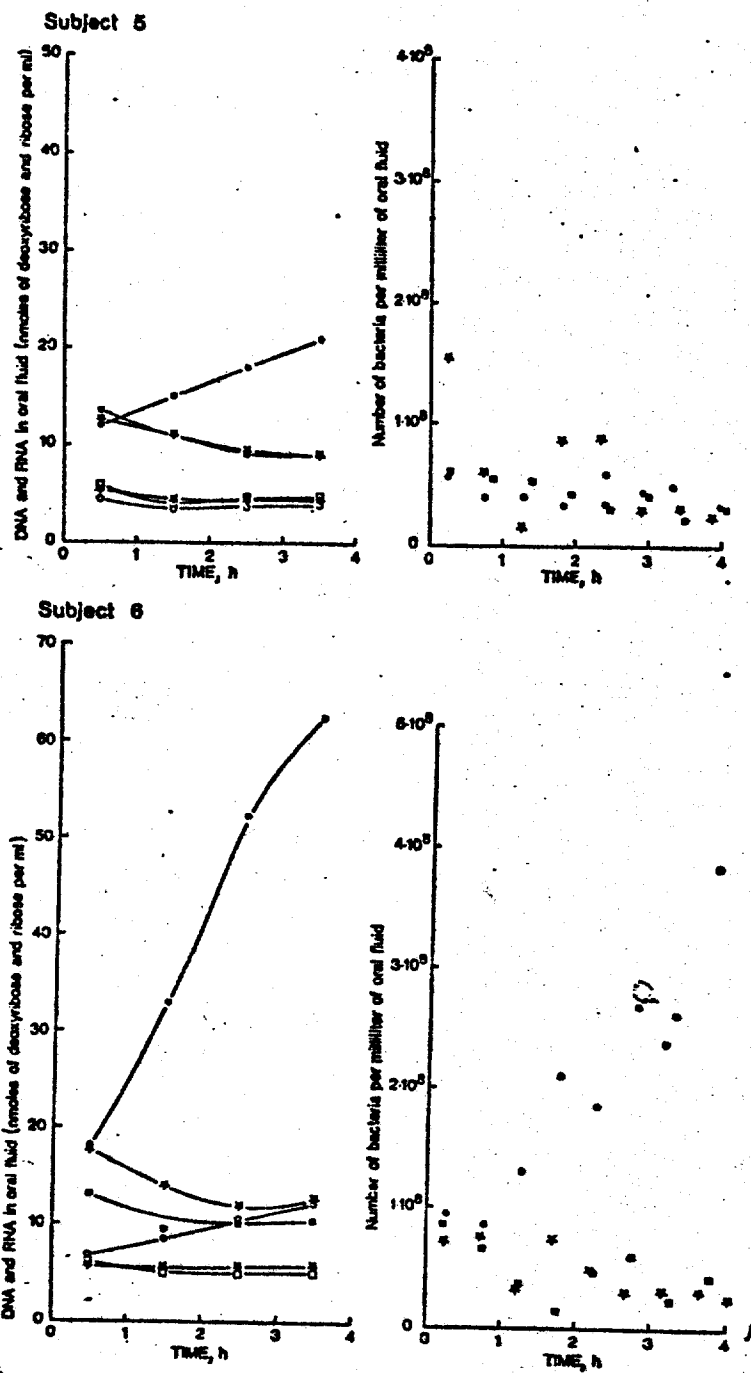 Subject 5
DNA and RNA in oral fluid (nmoles of deoxyribose and ribose per ml)
50
40
30
20
10
0
0 1 2 3 4
TIME, h
Number of bacteria per milliliter of oral fluid
4·10⁸
3·10⁸
2·10⁸
1·10⁸
0
0 1 2 3 4
TIME, h
Subject 6
DNA and RNA in oral fluid (nmoles of deoxyribose and ribose per ml)
70
60
50
40
30
20
10
0
0 1 2 3 4
TIME, h
Number of bacteria per milliliter of oral fluid
5·10⁸
4·10⁸
3·10⁸
2·10⁸
1·10⁸
0
0 1 2 3 4
TIME, h